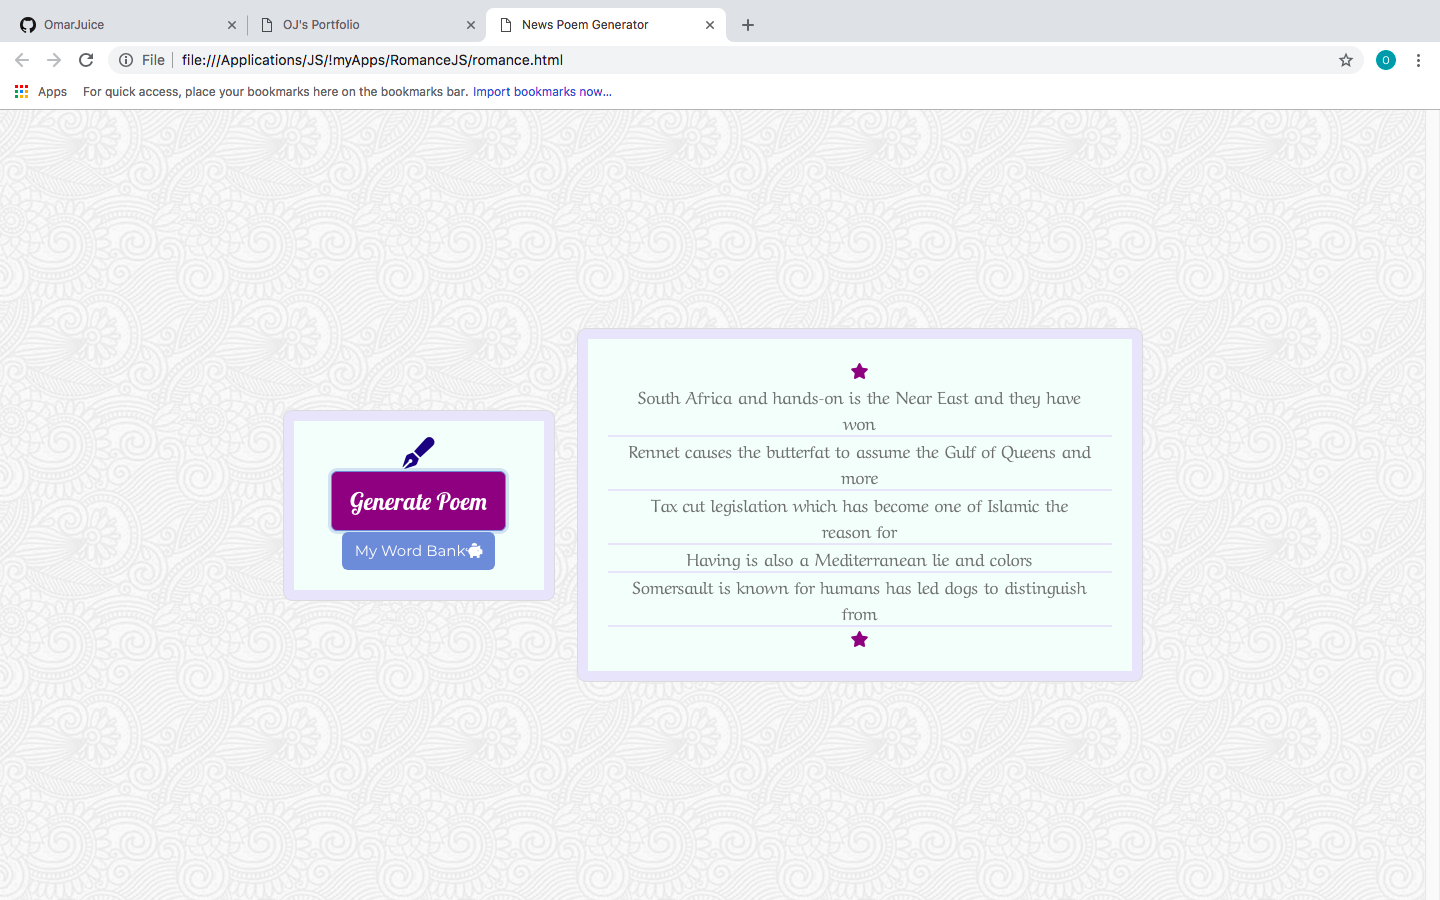 OmarJuice
OJ's Portfolio
News Poem Generator
File
file:///Applications/JS/!myApps/RomanceJS/romance.html
O
Apps
For quick access, place your bookmarks here on the bookmarks bar. Import bookmarks now...
Generate Poem
My Word Bank
South Africa and hands-on is the Near East and they have
won
Rennet causes the butterfat to assume the Gulf of Queens and
more
Tax cut legislation which has become one of Islamic the
reason for
Having is also a Mediterranean lie and colors
Somersault is known for humans has led dogs to distinguish
from